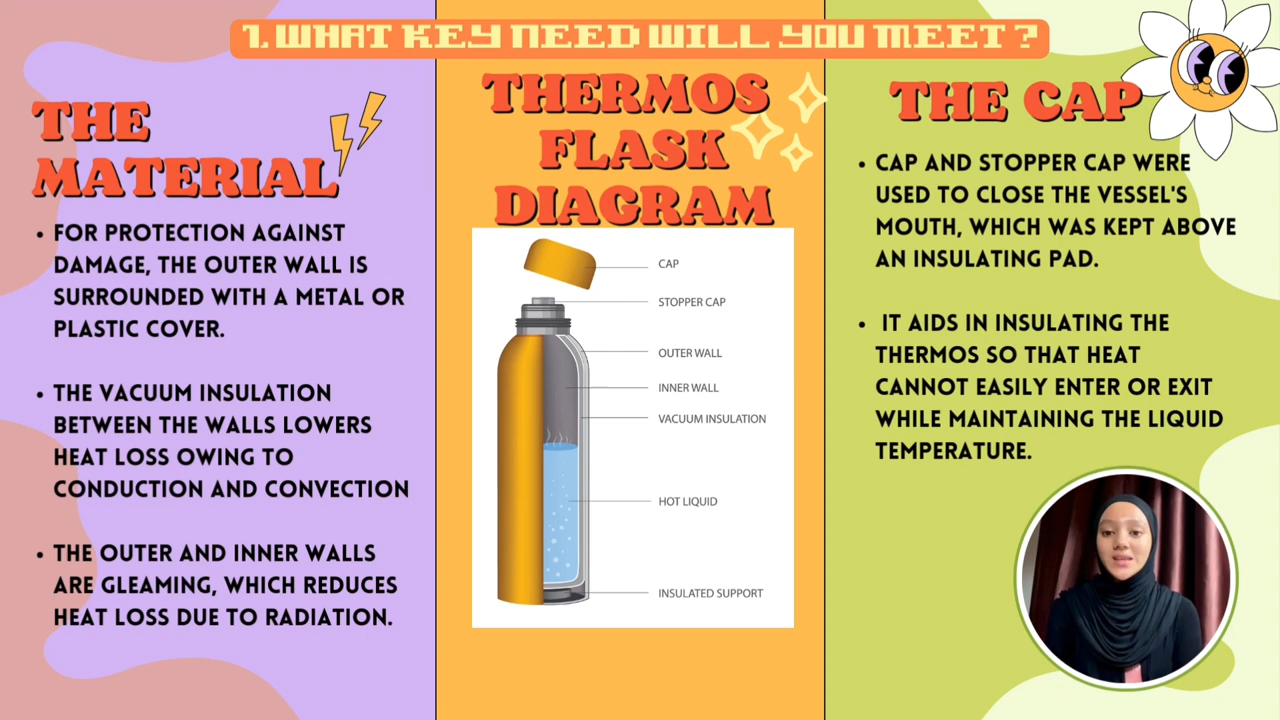 1. WHAT KEY NEED WILL YOU MEET ?
THE
MATERIAL
• FOR PROTECTION AGAINST
DAMAGE, THE OUTER WALL IS
SURROUNDED WITH A METAL OR
PLASTIC COVER.
• THE VACUUM INSULATION
BETWEEN THE WALLS LOWERS
HEAT LOSS OWING TO
CONDUCTION AND CONVECTION
• THE OUTER AND INNER WALLS
ARE GLEAMING, WHICH REDUCES
HEAT LOSS DUE TO RADIATION.
THERMOS
FLASK
DIAGRAM
CAP
STOPPER CAP
OUTER WALL
INNER WALL
VACUUM INSULATION
HOT LIQUID
INSULATED SUPPORT
THE CAP
• CAP AND STOPPER CAP WERE
USED TO CLOSE THE VESSEL'S
MOUTH, WHICH WAS KEPT ABOVE
AN INSULATING PAD.
• IT AIDS IN INSULATING THE
THERMOS SO THAT HEAT
CANNOT EASILY ENTER OR EXIT
WHILE MAINTAINING THE LIQUID
TEMPERATURE.